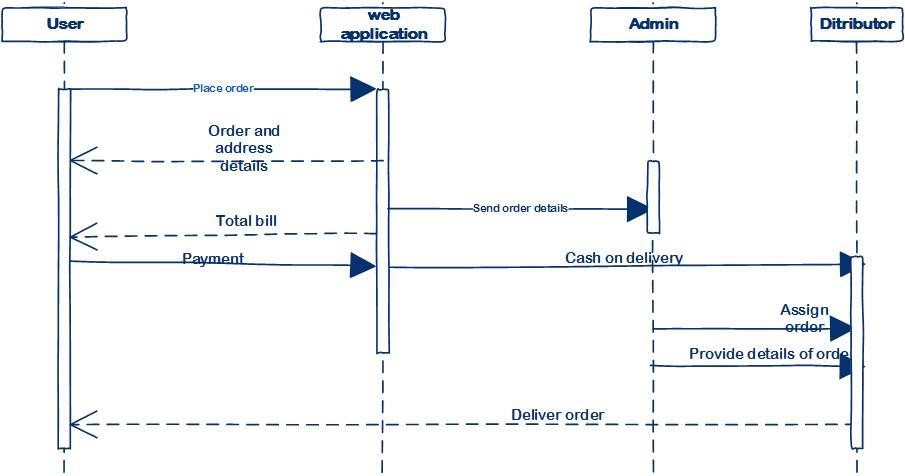 User
web
application
Admin
Ditributor
Place order
Order and
address
details
Send order details
Total bill
Payment
Cash on delivery
Assign
order
Provide details of orde
Deliver order